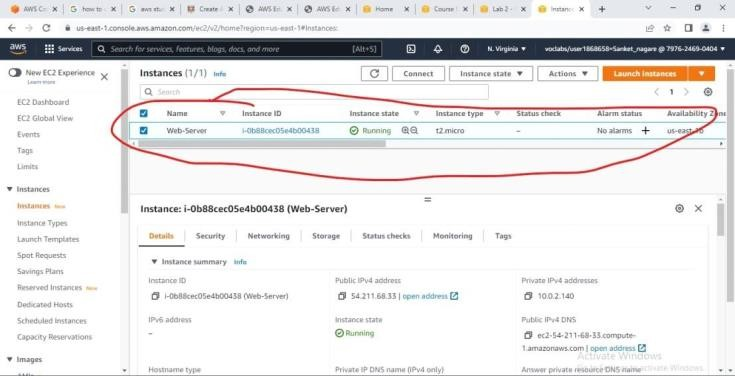 AWS Co
how to c
aws stud
Create A
AWS Ed
AWS Ed
Home
Course
Lab 2 -
Instanc
us-east-1.console.aws.amazon.com/ec2/v2/home?region=us-east-1#Instances:
aws Services Search for services, features, blogs, docs, and more [Alt+S] N. Virginia voclabs/user1868658=Sanket_nagare @ 7976-2469-0404
New EC2 Experience
Learn more
EC2 Dashboard
EC2 Global View
Events
Tags
Limits
Instances
Instances New
Instance Types
Launch Templates
Spot Requests
Savings Plans
Reserved Instances New
Dedicated Hosts
Scheduled Instances
Capacity Reservations
Images
Instances (1/1) Info Connect Instance state Actions Launch instances
Search 1
Name Instance ID Instance state Instance type Status check Alarm status Availability Zone
Web-Server i-0b88cec05e4b00438 Running t2.micro – No alarms + us-east-1b
Instance: i-0b88cec05e4b00438 (Web-Server)
Details Security Networking Storage Status checks Monitoring Tags
Instance summary Info
Instance ID Public IPv4 address Private IPv4 addresses
i-0b88cec05e4b00438 (Web-Server) 54.211.68.33 | open address 10.0.2.140
IPv6 address Instance state Public IPv4 DNS
– Running ec2-54-211-68-33.compute-
1.amazonaws.com | open address
Hostname type Private IP DNS name (IPv4 only) Answer private resource DNS name
Activate Windows